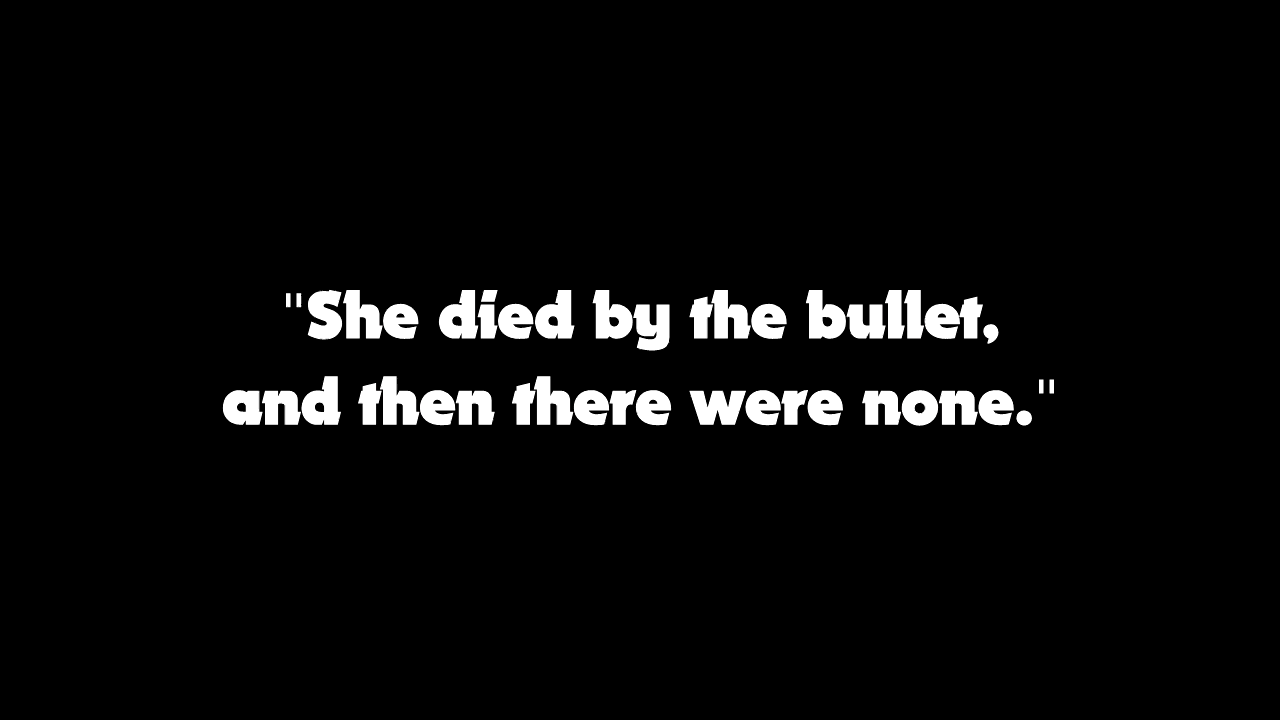 "She died by the bullet,
and then there were none."